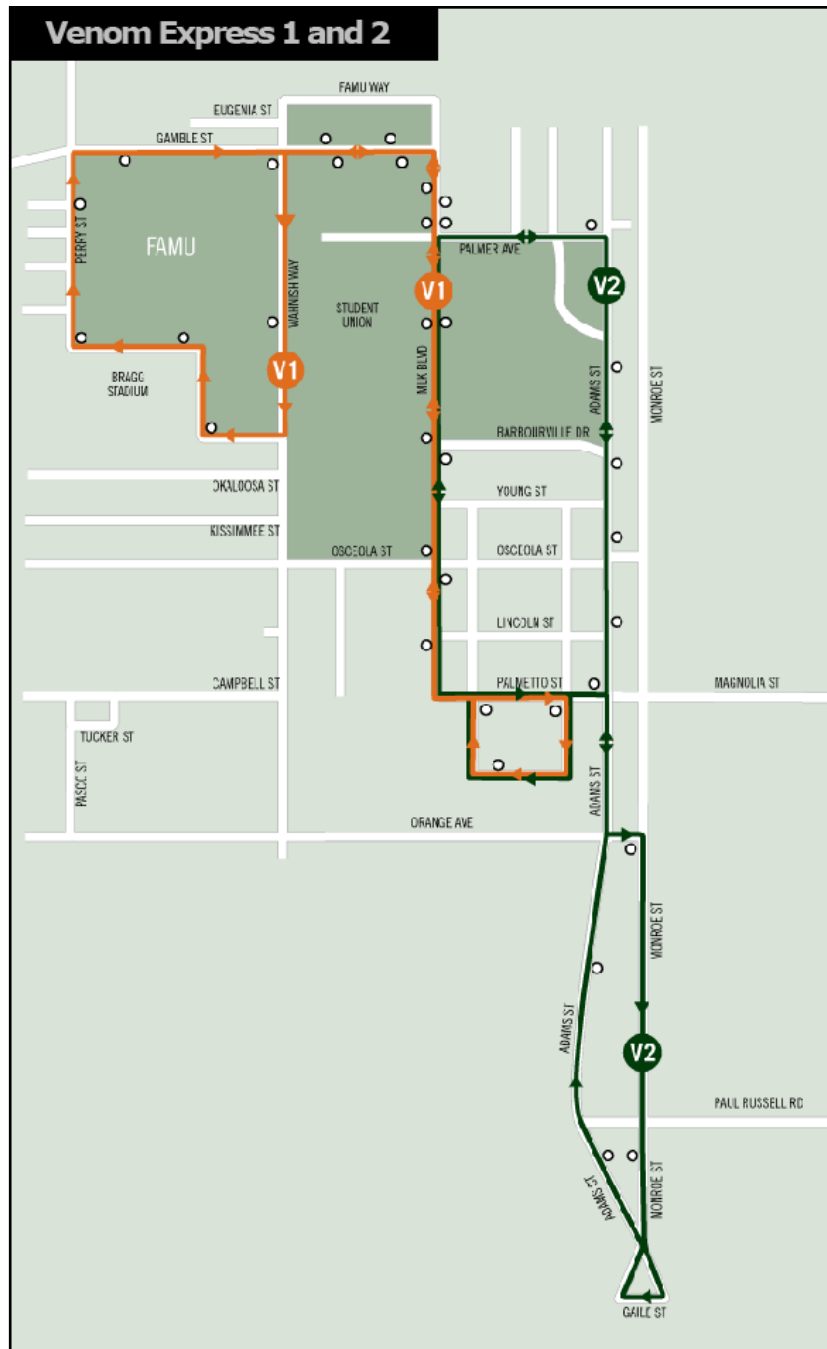 Venom Express 1 and 2
FAMU WAY
EUGENIA ST
GAMBLE ST
PERRY ST
FAMU
WAHNISH WAY
STUDENT
UNION
V1
PALMER AVE
V2
V1
MLK BLVD
ADAMS ST
MONROE ST
BRAGG
STADIUM
BARBOURVILLE DR
OKALOOSA ST
YOUNG ST
KISSIMMEE ST
OSCEOLA ST
OSCEOLA ST
LINCOLN ST
CAMPBELL ST
PALMETTO ST
MAGNOLIA ST
TUCKER ST
PASCO ST
ADAMS ST
ORANGE AVE
MONROE ST
ADAMS ST
V2
PAUL RUSSELL RD
ADAMS ST
MONROE ST
GAILE ST